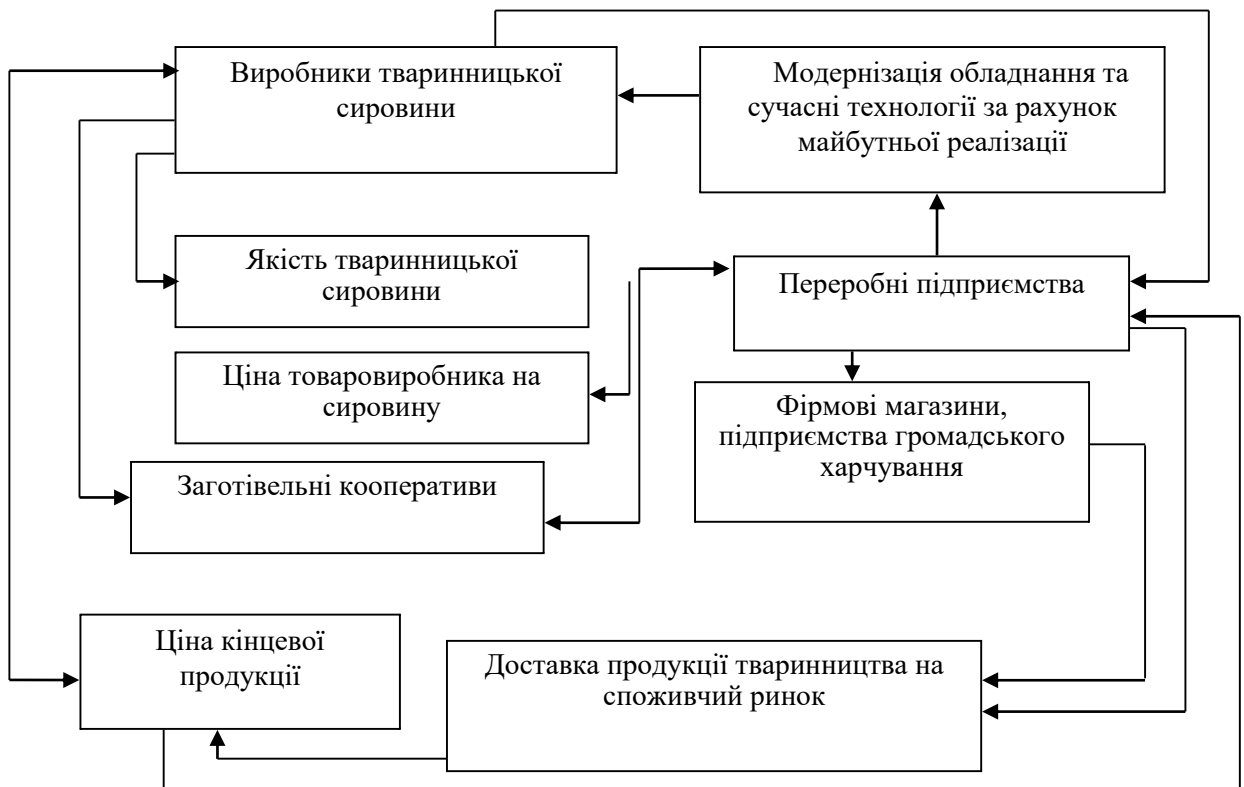 Виробники тваринницької
сировини
Модернізація обладнання та
сучасні технології за рахунок
майбутньої реалізації
Якість тваринницької
сировини
Переробні підприємства
Ціна товаровиробника на
сировину
Фірмові магазини,
підприємства громадського
харчування
Заготівельні кооперативи
Ціна кінцевої
продукції
Доставка продукції тваринництва на
споживчий ринок